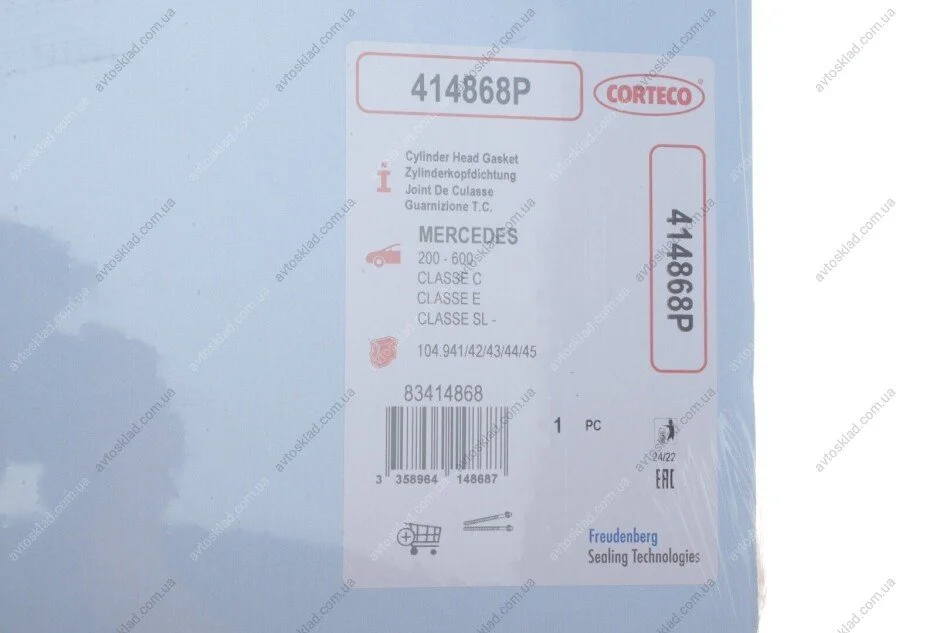 414868P
CORTECO®
Cylinder Head Gasket
Zylinderkopfdichtung
Joint De Culasse
Guarnizione T.C.
MERCEDES
200 - 600
CLASSE C
CLASSE E
CLASSE SL -
104.941/42/43/44/45
83414868
3 358964 148687
1 PC
24/22
EAC
Freudenberg
Sealing Technologies
414868P
avtosklad.com.ua